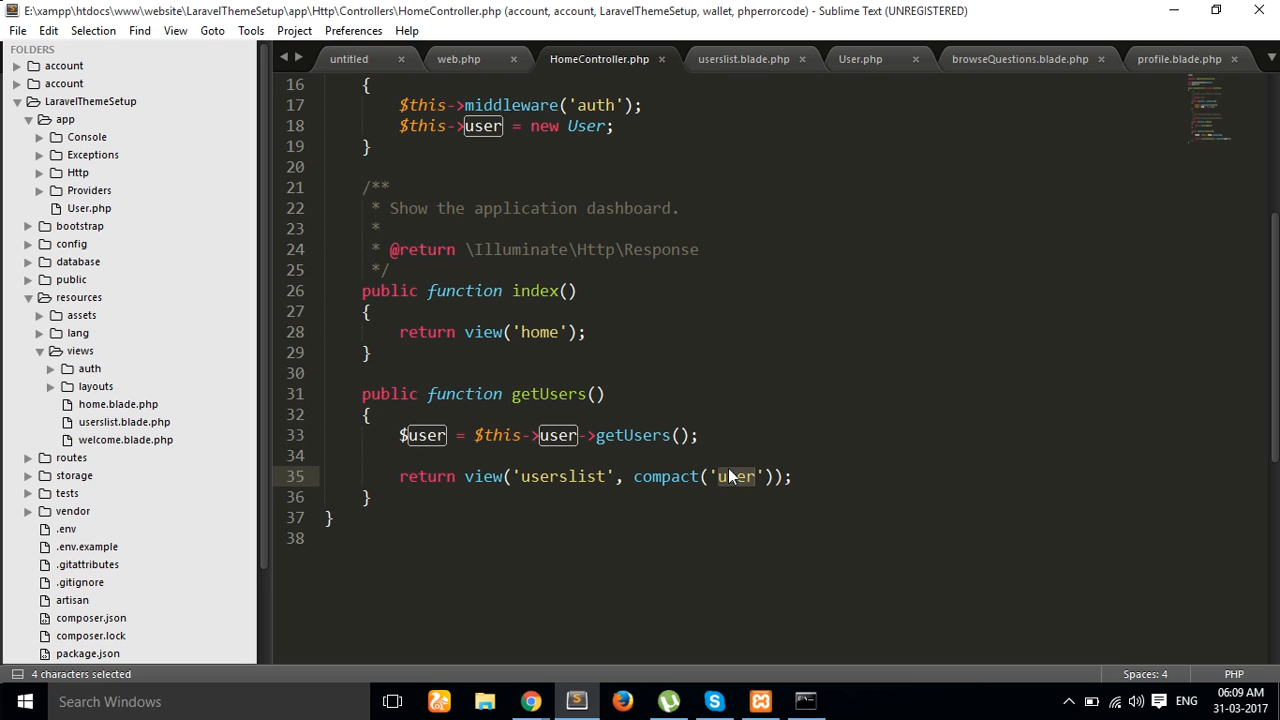 E:\xampp\htdocs\www\website\LaravelThemeSetup\app\Http\Controllers\HomeController.php (account, account, LaravelThemeSetup, wallet, phperrorcode) - Sublime Text (UNREGISTERED)
File Edit Selection Find View Goto Tools Project Preferences Help
FOLDERS
account
account
LaravelThemeSetup
app
Console
Exceptions
Http
Providers
User.php
bootstrap
config
database
public
resources
assets
lang
views
auth
layouts
home.blade.php
userslist.blade.php
welcome.blade.php
routes
storage
tests
vendor
.env
.env.example
.gitattributes
.gitignore
artisan
composer.json
composer.lock
package.json
untitled web.php HomeController.php userslist.blade.php User.php browseQuestions.blade.php profile.blade.php
16 {
17 $this->middleware('auth');
18 $this->user = new User;
19 }
20
21 /**
22 * Show the application dashboard.
23 *
24 * @return \Illuminate\Http\Response
25 */
26 public function index()
27 {
28 return view('home');
29 }
30
31 public function getUsers()
32 {
33 $user = $this->user->getUsers();
34
35 return view('userslist', compact('user'));
36 }
37 }
38
4 characters selected Spaces: 4 PHP
Search Windows
ENG
06:09 AM
31-03-2017